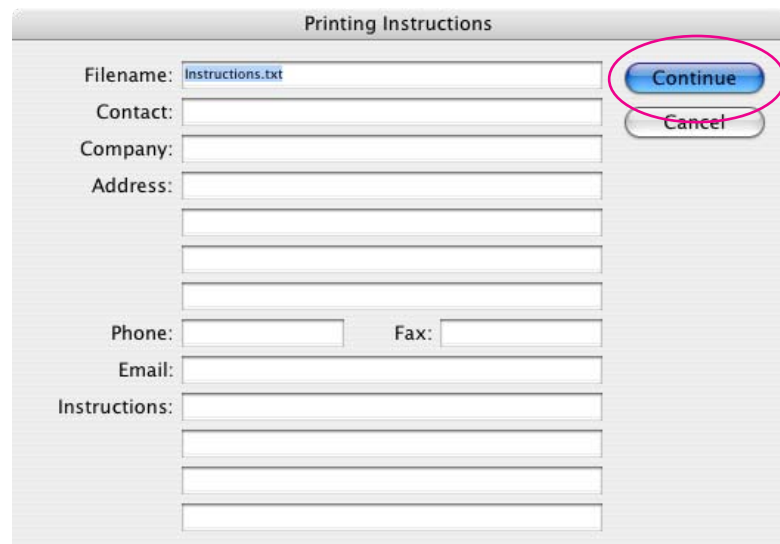 Printing Instructions
Filename: Instructions.txt
Continue
Contact:
Cancel
Company:
Address:
Phone:
Fax:
Email:
Instructions: